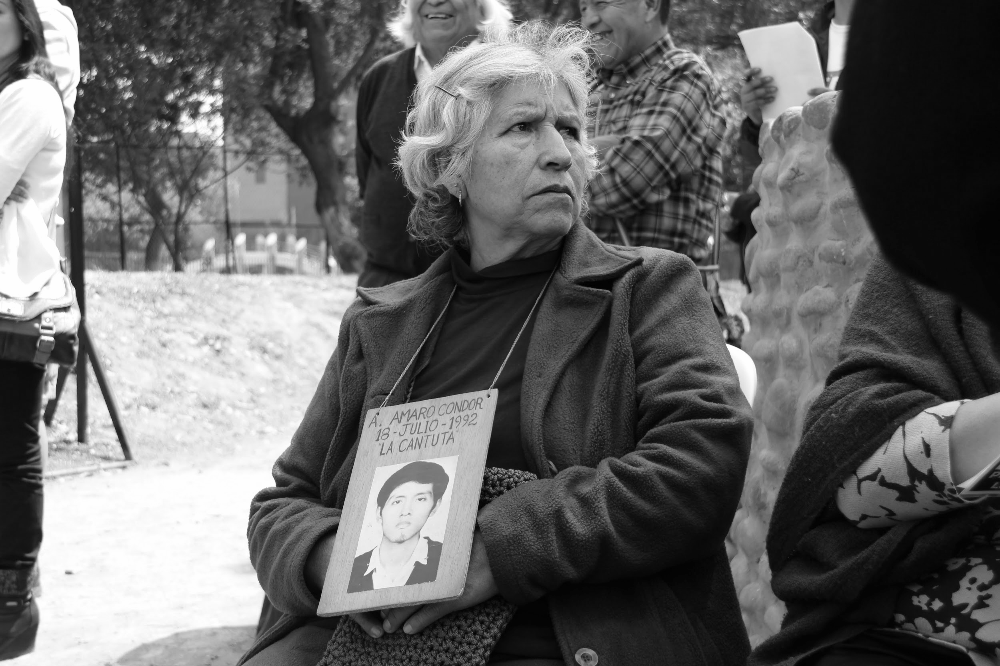 A. AMARO CONDOR
18-JULIO-1992
"LA CANTUTA"